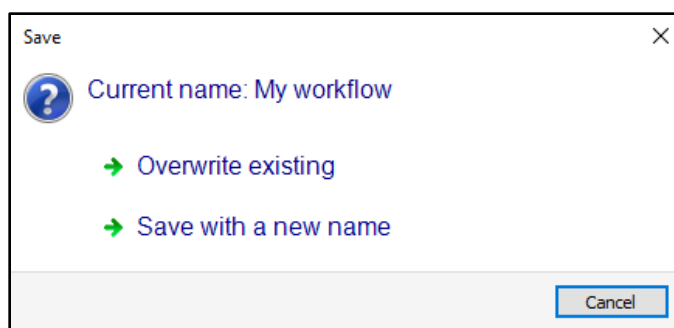 Save
Current name: My workflow
Overwrite existing
Save with a new name
Cancel